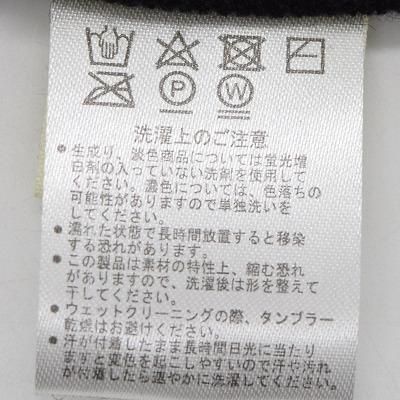 P
W
洗濯上のご注意
● 生成り、淡色商品については蛍光増
白剤の入っていない洗剤を使用して
ください。濃色については、色落ちの
可能性がありますので単独洗いを
してください。
● 濡れた状態で長時間放置すると移染
する恐れがあります。
● この製品は素材の特性上、縮む恐れ
がありますので、洗濯後は形を整えて
干してください。
● ウェットクリーニングの際、タンブラー
乾燥はお避けください。
● 汗が付着したまま長時間日光に当たり
ますと変色を起こしやすいので汗や汚れ
が付着したら速やかに洗濯してください。